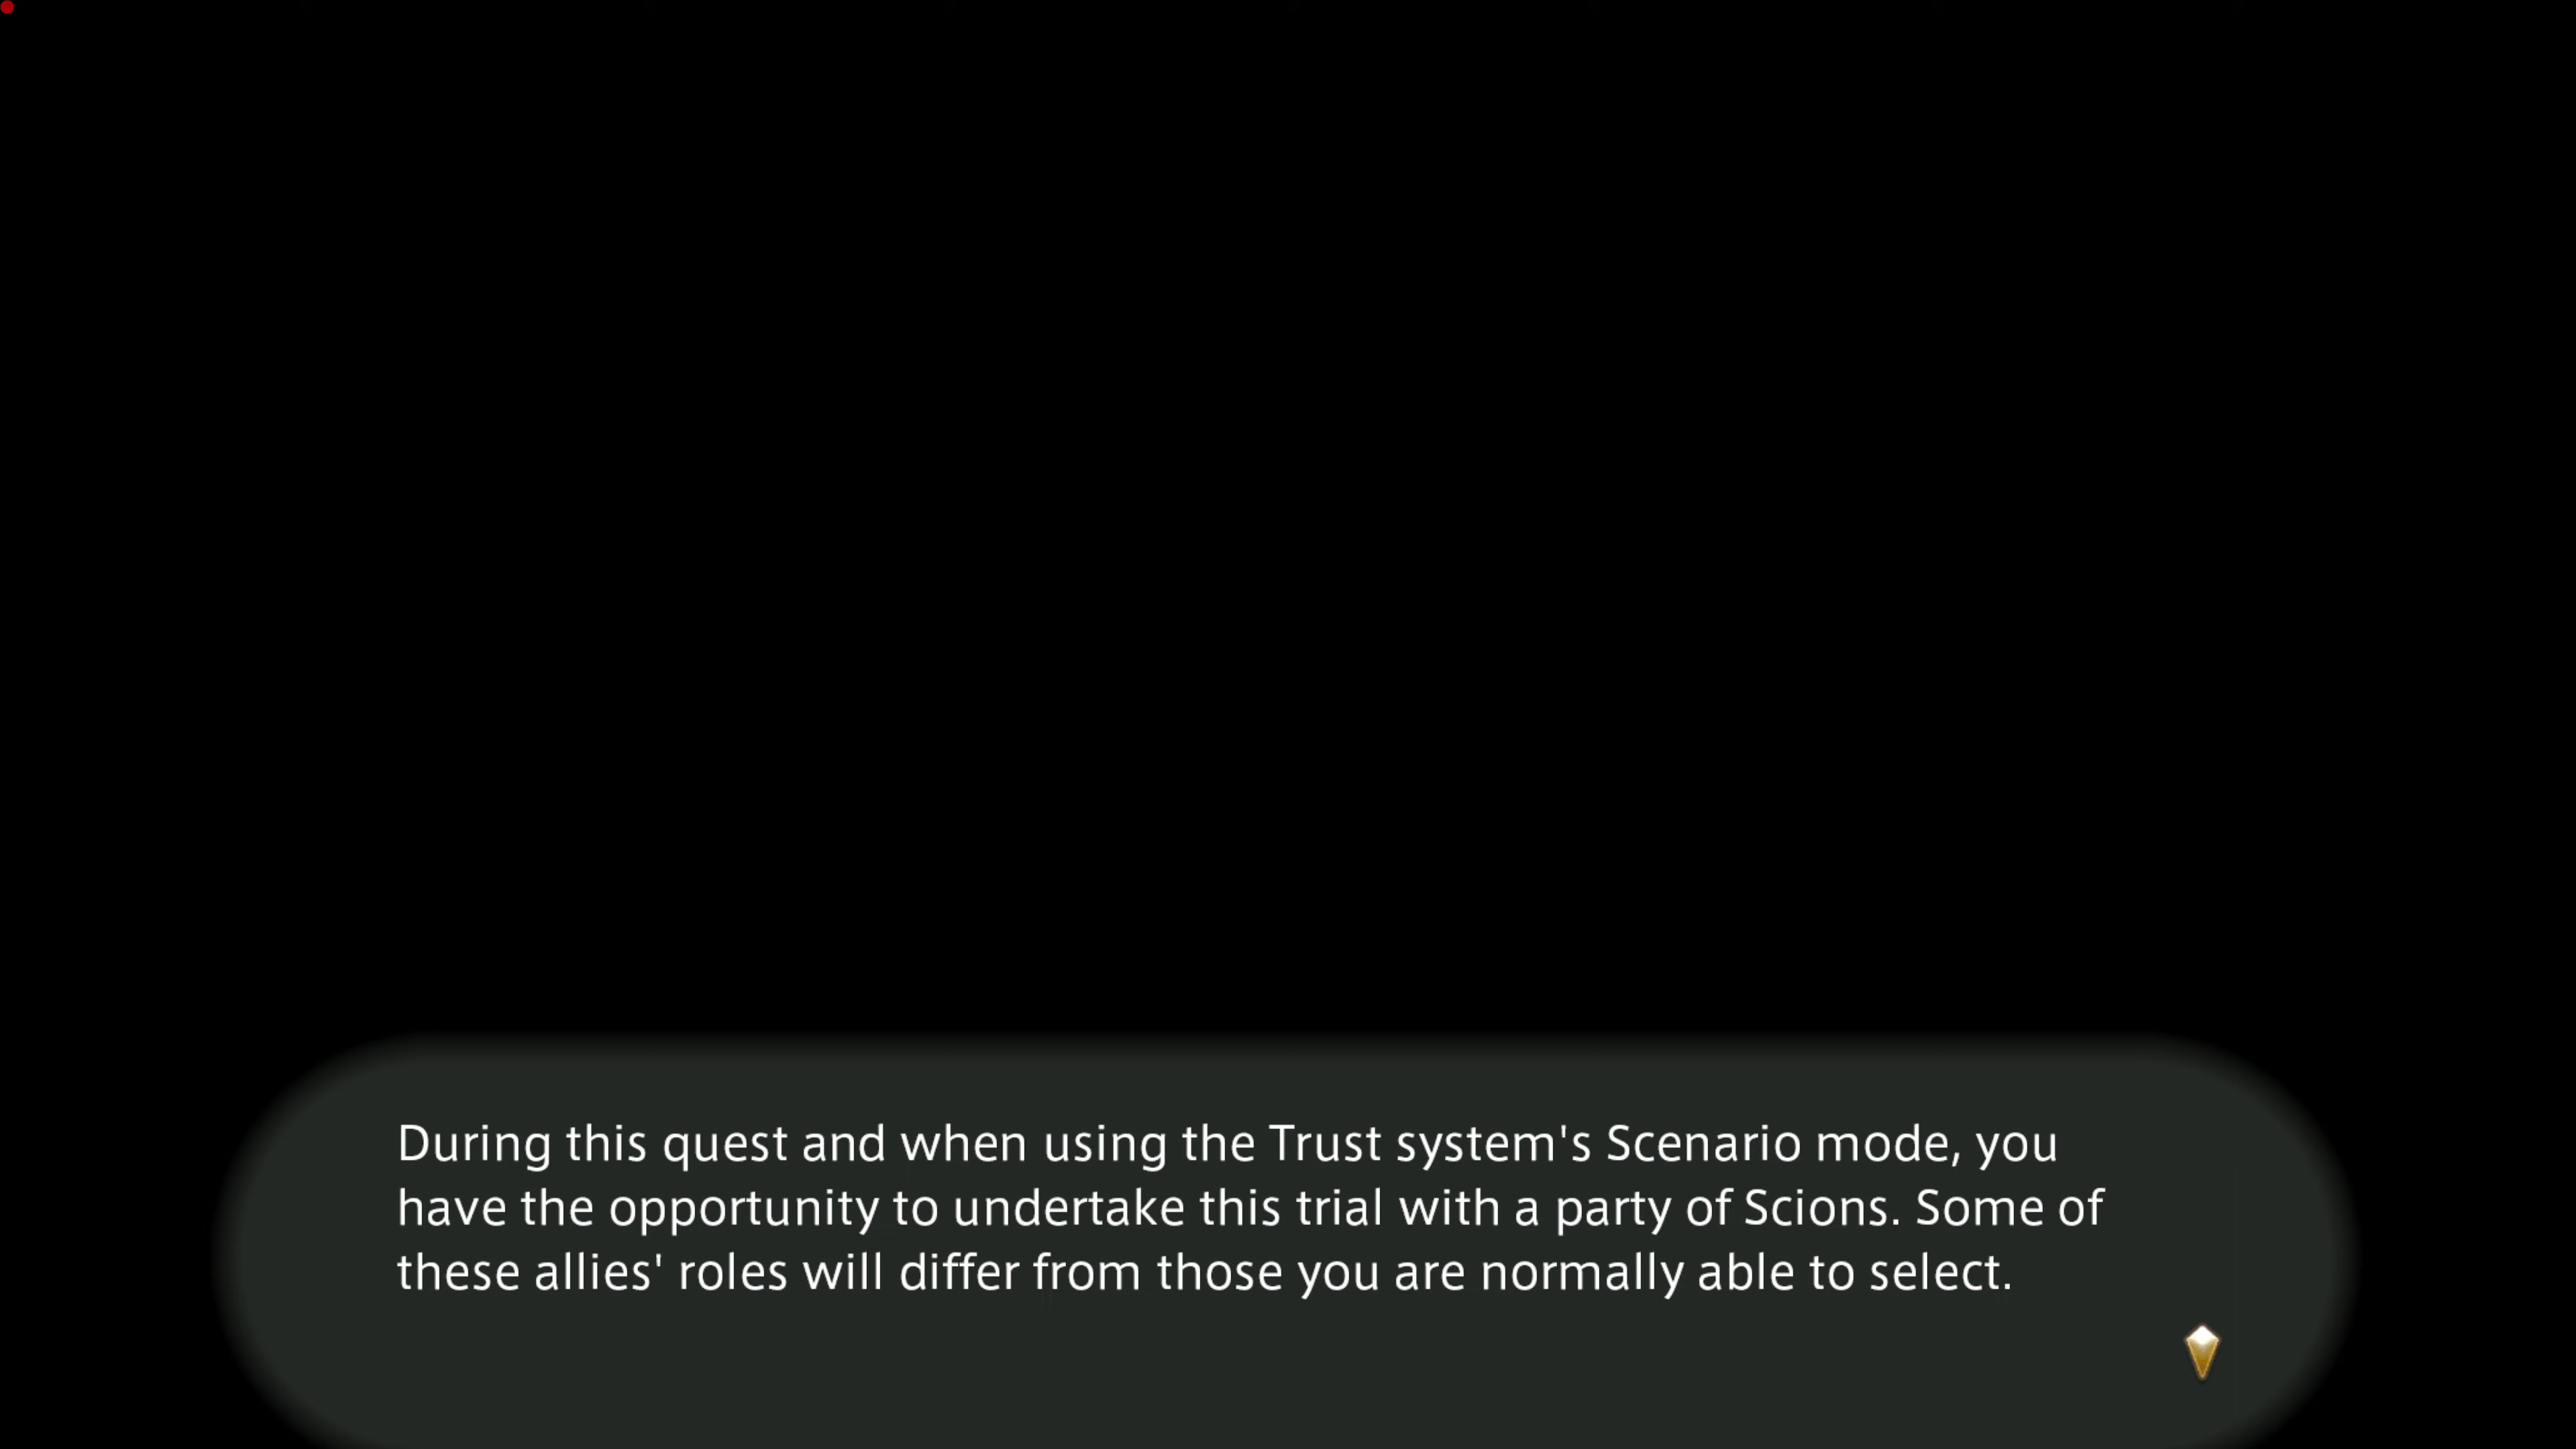 During this quest and when using the Trust system's Scenario mode, you
have the opportunity to undertake this trial with a party of Scions. Some of
these allies' roles will differ from those you are normally able to select.